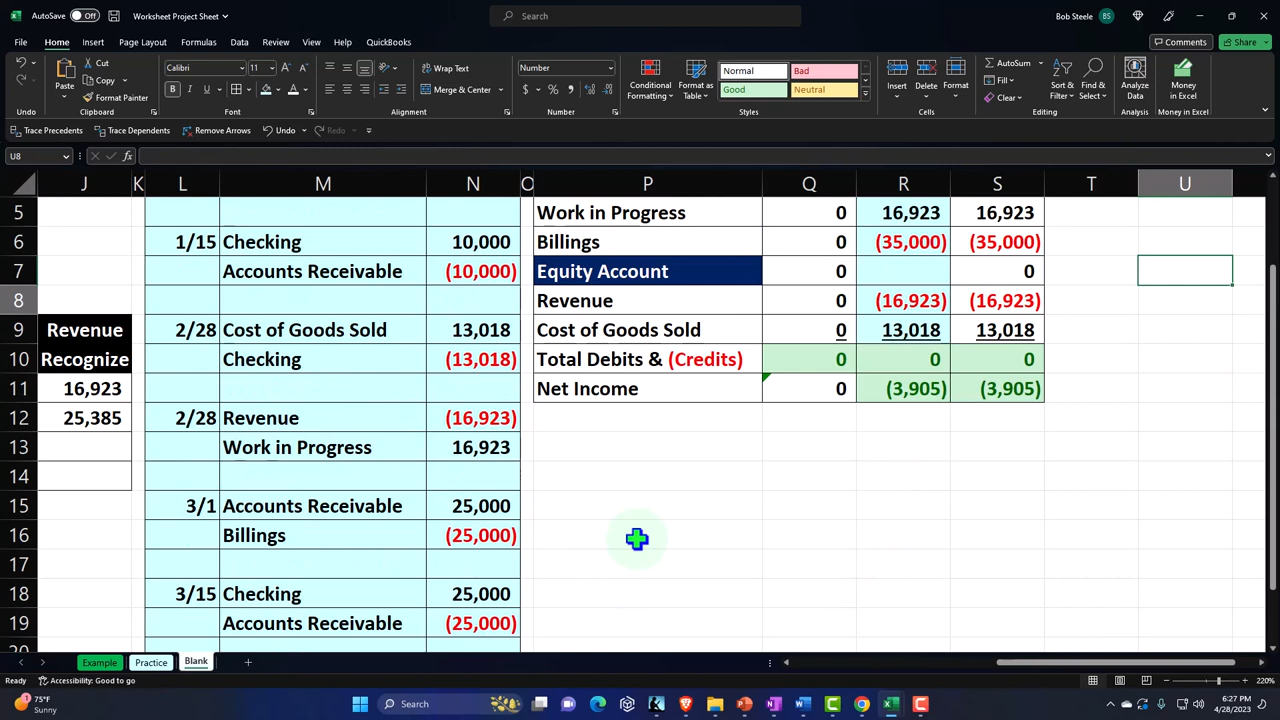 AutoSave Off Worksheet Project Sheet Search Bob Steele BS
File Home Insert Page Layout Formulas Data Review View Help QuickBooks Comments Share
Cut Calibri 11 Wrap Text Number Normal Bad AutoSum
Copy Fill
Paste Format Painter Merge & Center Conditional Formatting Format as Table Good Neutral Insert Delete Format Clear Sort & Filter Find & Select Analyze Data Money in Excel
Undo Clipboard Font Alignment Number Styles Cells Editing Analysis Money in Excel
Trace Precedents Trace Dependents Remove Arrows Undo Redo
U8 fx
J K L M N O P Q R S T U
5 Work in Progress 0 16,923 16,923
6 1/15 Checking 10,000 Billings 0 (35,000) (35,000)
7 Accounts Receivable (10,000) Equity Account 0 0
8 Revenue 0 (16,923) (16,923)
9 Revenue 2/28 Cost of Goods Sold 13,018 Cost of Goods Sold 0 13,018 13,018
10 Recognize Checking (13,018) Total Debits & (Credits) 0 0 0
11 16,923 Net Income 0 (3,905) (3,905)
12 25,385 2/28 Revenue (16,923)
13 Work in Progress 16,923
14
15 3/1 Accounts Receivable 25,000
16 Billings (25,000)
17
18 3/15 Checking 25,000
19 Accounts Receivable (25,000)
20
Example Practice Blank
Ready Accessibility: Good to go 220%
75°F
Sunny
Search
6:27 PM
4/28/2023